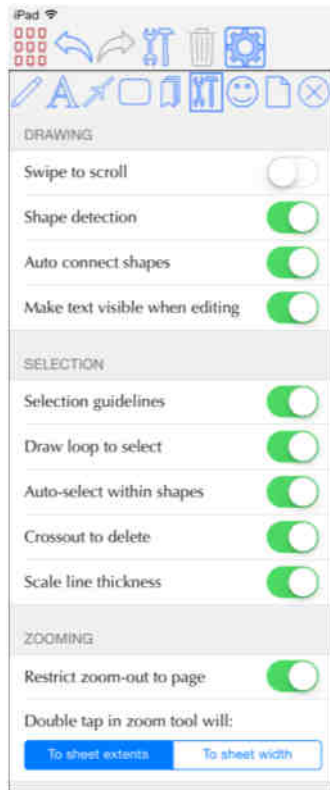 iPad
DRAWING
Swipe to scroll
Shape detection
Auto connect shapes
Make text visible when editing
SELECTION
Selection guidelines
Draw loop to select
Auto-select within shapes
Crossout to delete
Scale line thickness
ZOOMING
Restrict zoom-out to page
Double tap in zoom tool will:
To sheet extents To sheet width